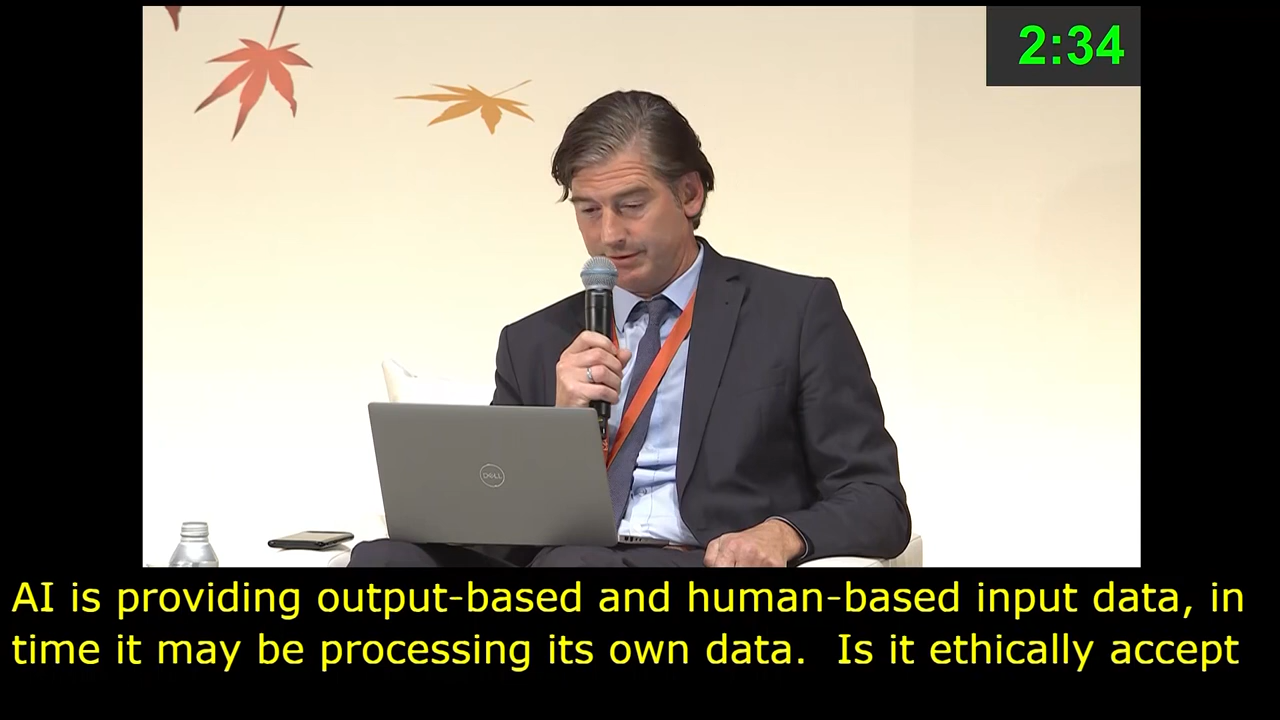 2:34
DELL
AI is providing output-based and human-based input data, in
time it may be processing its own data.  Is it ethically accept